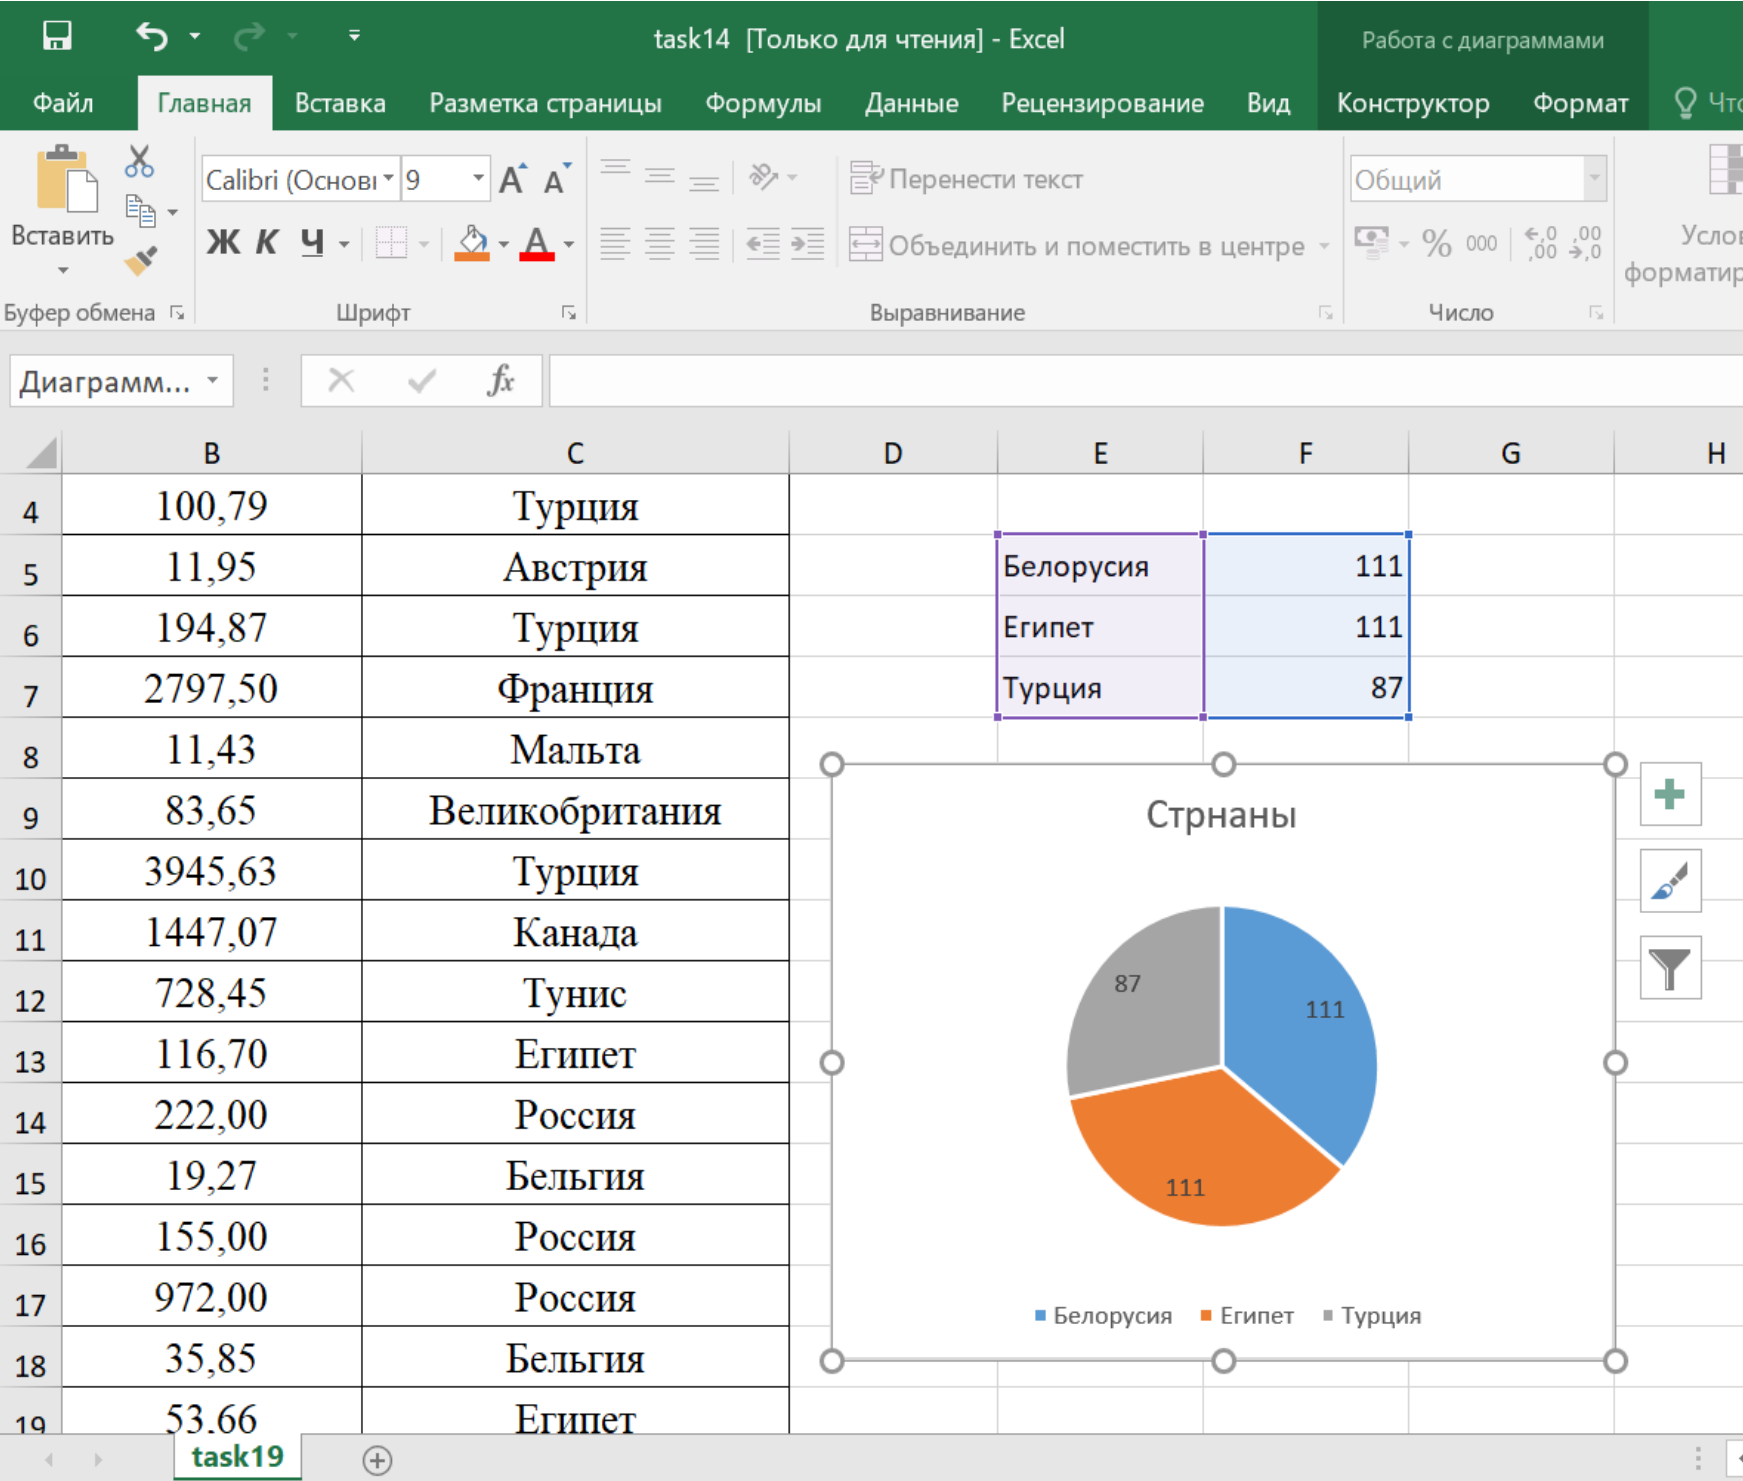 task14 [Только для чтения] - Excel
Работа с диаграммами
Файл Главная Вставка Разметка страницы Формулы Данные Рецензирование Вид Конструктор Формат Чтo
Вставить
Calibri (Основı 9
Ж К Ч А
Перенести текст
Объединить и поместить в центре
Общий
% 000
Услов
форматир
Буфер обмена Шрифт Выравнивание Число
Диаграмм... fx
B C D E F G H
4 100,79 Турция
5 11,95 Австрия Белорусия 111
6 194,87 Турция Египет 111
7 2797,50 Франция Турция 87
8 11,43 Мальта
9 83,65 Великобритания
10 3945,63 Турция
11 1447,07 Канада
12 728,45 Тунис
13 116,70 Египет
14 222,00 Россия
15 19,27 Бельгия
16 155,00 Россия
17 972,00 Россия
18 35,85 Бельгия
19 53,66 Египет
Стрнаны
87
111
111
Белорусия Египет Турция
task19